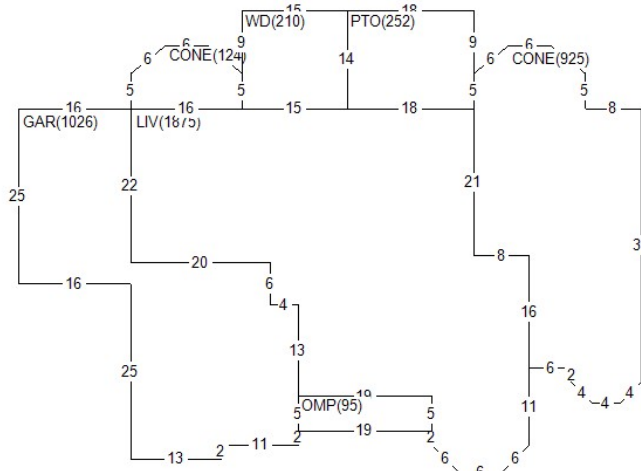 15 18
WD(210) PTO(252)
6 6 9 9 6 6
CONE(124) 14 CONE(925)
5 5 5 5
16 16 15 18 8
GAR(1026) LIV(1875)
25 22 21
3
20 8
16 6
4 16
13
25 6 2
19 4 4
OMP(95) 4
5 5 11
2 19 2
11
13 2 6 6
6